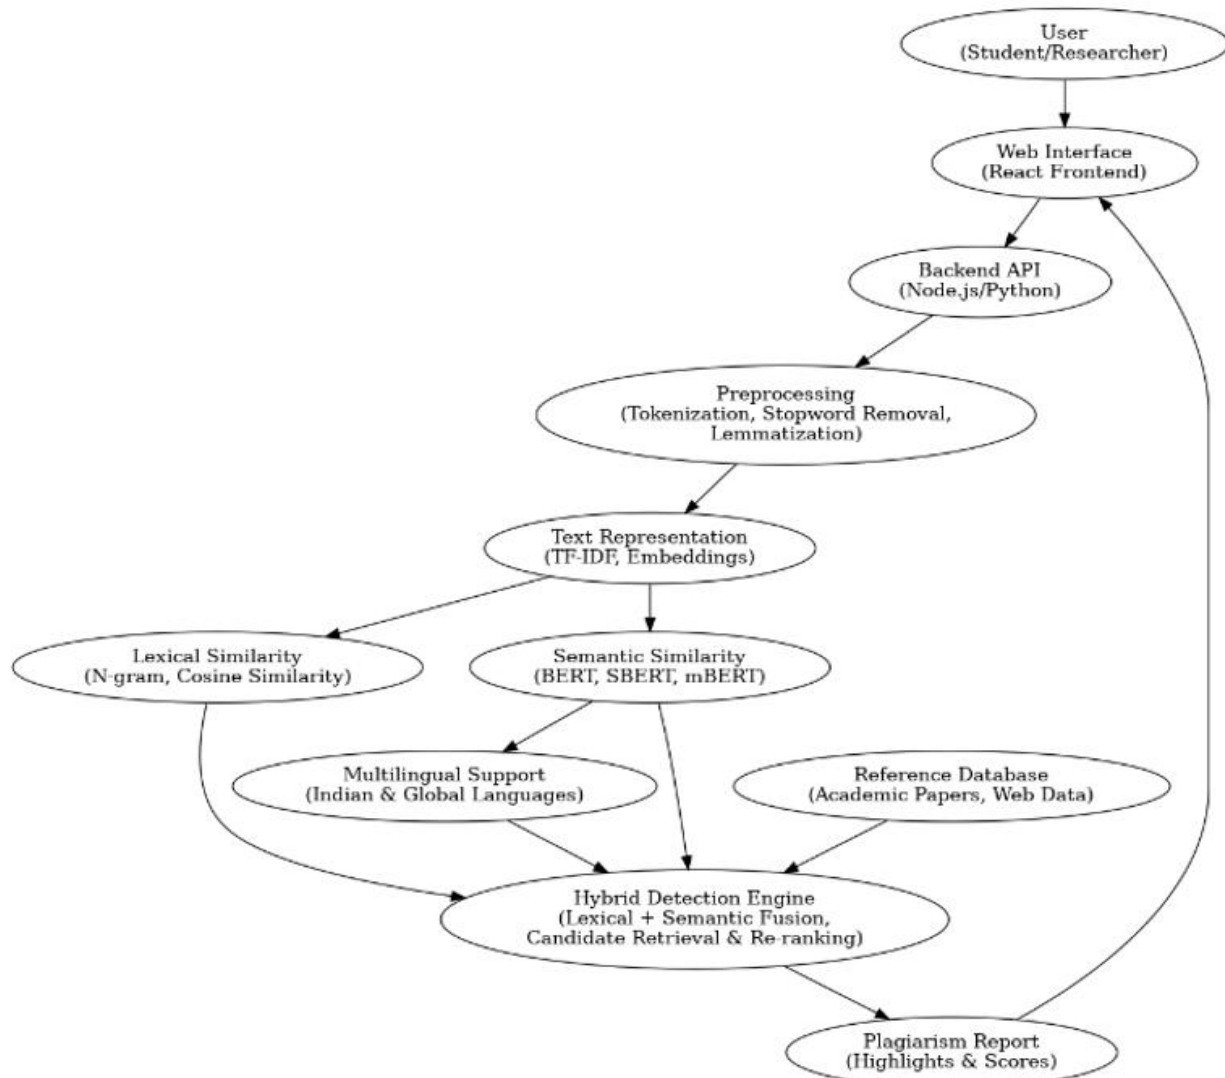 User
(Student/Researcher)
Web Interface
(React Frontend)
Backend API
(Node.js/Python)
Preprocessing
(Tokenization, Stopword Removal,
Lemmatization)
Text Representation
(TF-IDF, Embeddings)
Lexical Similarity
(N-gram, Cosine Similarity)
Semantic Similarity
(BERT, SBERT, mBERT)
Multilingual Support
(Indian & Global Languages)
Reference Database
(Academic Papers, Web Data)
Hybrid Detection Engine
(Lexical + Semantic Fusion,
Candidate Retrieval & Re-ranking)
Plagiarism Report
(Highlights & Scores)